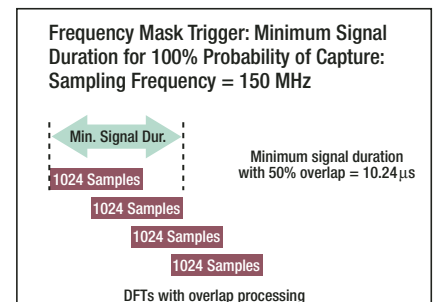 Frequency Mask Trigger: Minimum Signal
Duration for 100% Probability of Capture:
Sampling Frequency = 150 MHz
Min. Signal Dur.
Minimum signal duration
with 50% overlap = 10.24µs
1024 Samples
1024 Samples
1024 Samples
1024 Samples
DFTs with overlap processing